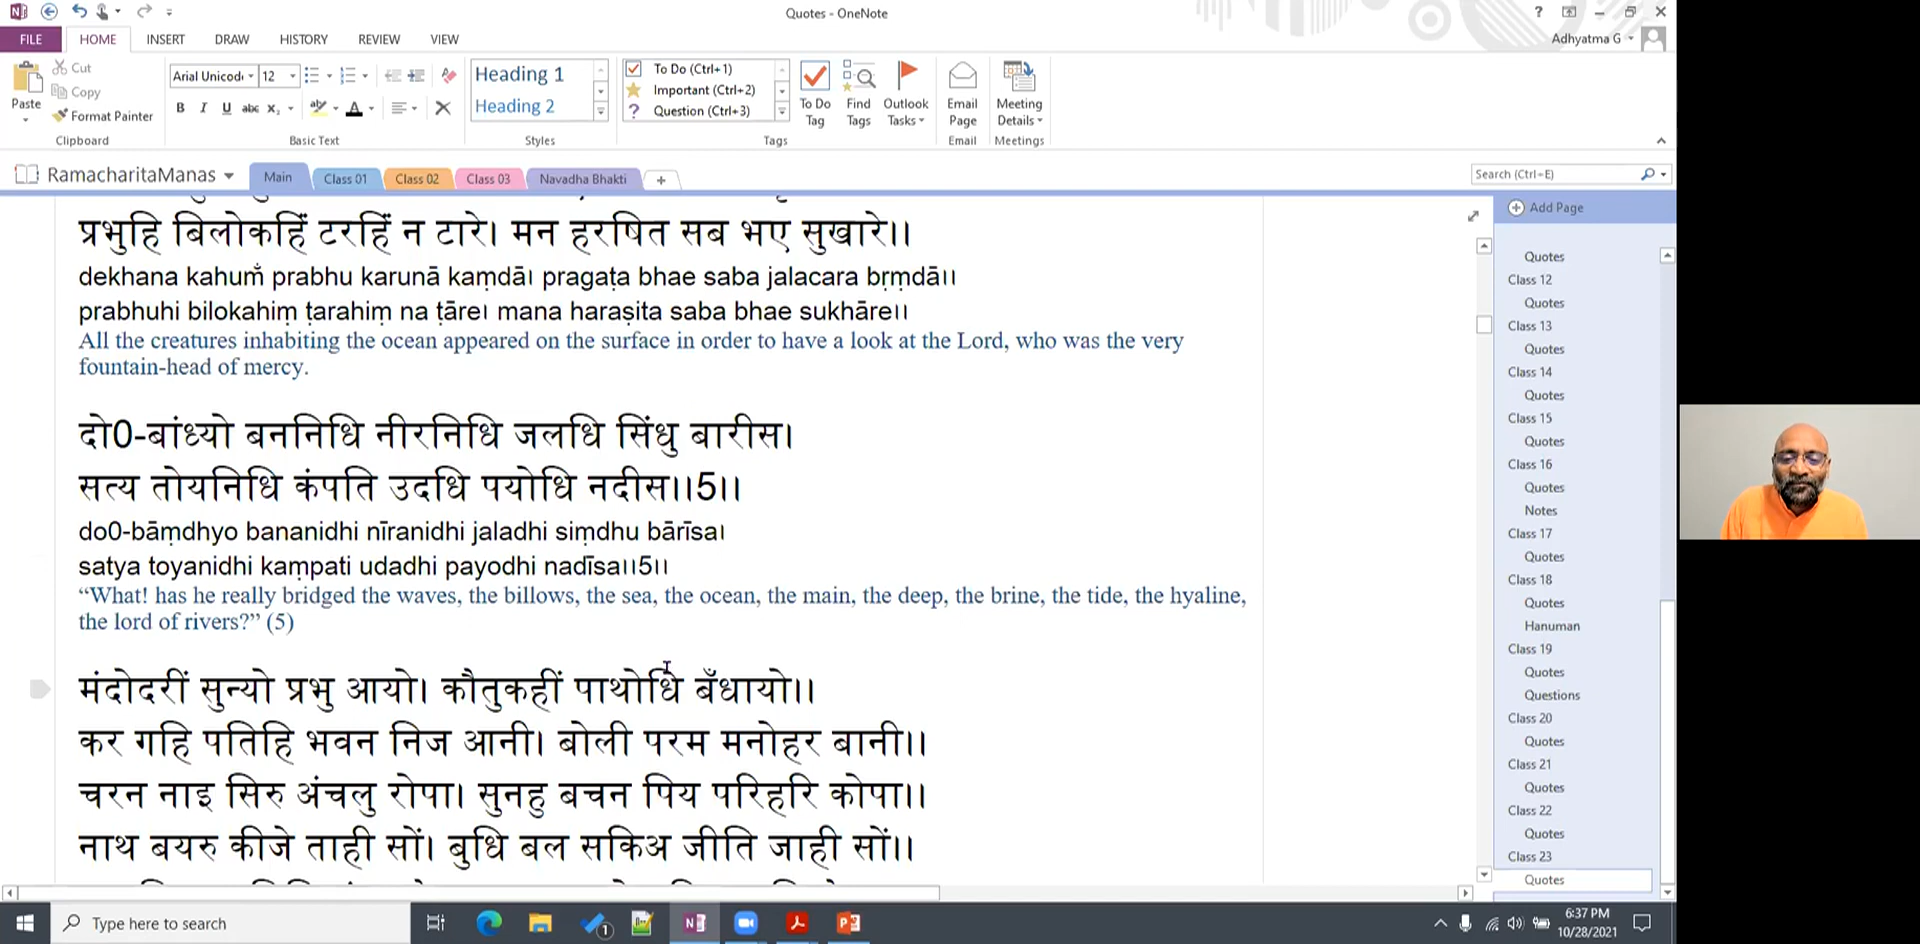 Quotes - OneNote
Adhyatma G
FILE HOME INSERT DRAW HISTORY REVIEW VIEW
Paste
Cut
Copy
Format Painter
Clipboard
Arial Unicode 12
B I U abc x₂ A
Basic Text
Heading 1
Heading 2
Styles
To Do (Ctrl+1)
Important (Ctrl+2)
Question (Ctrl+3)
Tags
To Do Tag
Find Tags
Outlook Tasks
Email Page
Email
Meeting Details
Meetings
RamacharitaManas Main Class 01 Class 02 Class 03 Navadha Bhakti +
Search (Ctrl+E)
प्रभुहि बिलोकहिं टरहिं न टारे। मन हरषित सब भए सुखारे।।
dekhana kahum̐ prabhu karunā kaṃdā। pragaṭa bhae saba jalacara bṛṃdā।।
prabhuhi bilokahiṃ ṭarahiṃ na ṭāre। mana haraṣita saba bhae sukhāre।।
All the creatures inhabiting the ocean appeared on the surface in order to have a look at the Lord, who was the very
fountain-head of mercy.
दो0-बांध्यो बननिधि नीरनिधि जलधि सिंधु बारीस।
सत्य तोयनिधि कंपति उदधि पयोधि नदीस।।5।।
do0-bāṃdhyo bananidhi nīranidhi jaladhi siṃdhu bārīsa।
satya toyanidhi kaṃpati udadhi payodhi nadīsa।।5।।
“What! has he really bridged the waves, the billows, the sea, the ocean, the main, the deep, the brine, the tide, the hyaline,
the lord of rivers?” (5)
मंदोदरीं सुन्यो प्रभु आयो। कौतुकहीं पाथोधि बँधायो।।
कर गहि पतिहि भवन निज आनी। बोली परम मनोहर बानी।।
चरन नाइ सिरु अंचलु रोपा। सुनहु बचन पिय परिहरि कोपा।।
नाथ बयरु कीजे ताही सों। बुधि बल सकिअ जीति जाही सों।।
Add Page
Quotes
Class 12
Quotes
Class 13
Quotes
Class 14
Quotes
Class 15
Quotes
Class 16
Quotes
Notes
Class 17
Quotes
Class 18
Quotes
Hanuman
Class 19
Quotes
Questions
Class 20
Quotes
Class 21
Quotes
Class 22
Quotes
Class 23
Quotes
Type here to search
6:37 PM
10/28/2021